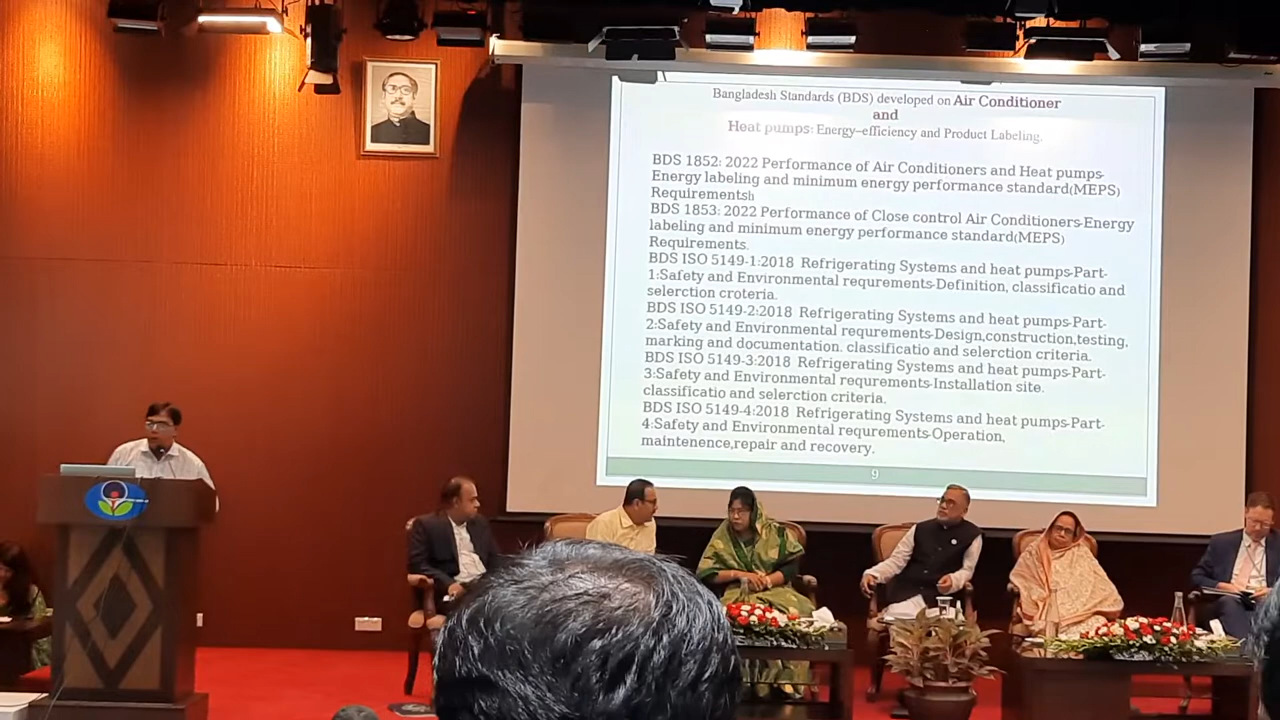 Bangladesh Standards (BDS) developed on Air Conditioner
and
Heat pumps: Energy–efficiency and Product Labeling.
BDS 1852: 2022 Performance of Air Conditioners and Heat pumps-
Energy labeling and minimum energy performance standard(MEPS)
Requirementsh
BDS 1853: 2022 Performance of Close control Air Conditioners-Energy
labeling and minimum energy performance standard(MEPS)
Requirements.
BDS ISO 5149-1:2018 Refrigerating Systems and heat pumps-Part-
1:Safety and Environmental requrements-Definition, classificatio and
selerction croteria.
BDS ISO 5149-2:2018 Refrigerating Systems and heat pumps-Part-
2:Safety and Environmental requrements-Design,construction,testing,
marking and documentation. classificatio and selerction criteria.
BDS ISO 5149-3:2018 Refrigerating Systems and heat pumps-Part-
3:Safety and Environmental requrements-Installation site.
classificatio and selerction criteria.
BDS ISO 5149-4:2018 Refrigerating Systems and heat pumps-Part-
4:Safety and Environmental requrements-Operation,
maintenence,repair and recovery.
9